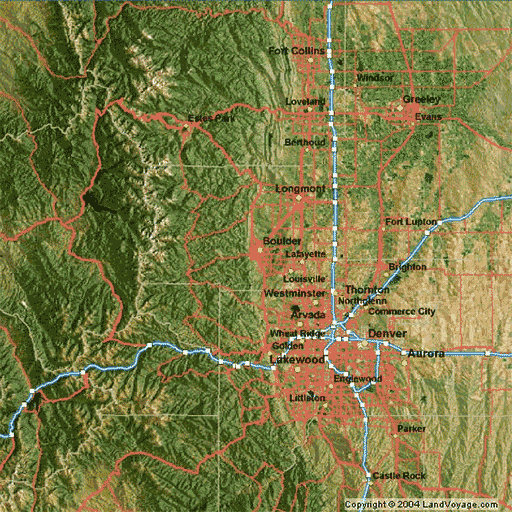 Fort Collins
Windsor
Loveland
Greeley
Evans
Estes Park
Berthoud
Longmont
Fort Lupton
Boulder
Lafayette
Brighton
Louisville
Thornton
Westminster
Northglenn
Arvada
Commerce City
Wheat Ridge
Denver
Golden
Aurora
Lakewood
Englewood
Littleton
Parker
Castle Rock
Copyright © 2004 LandVoyage.com